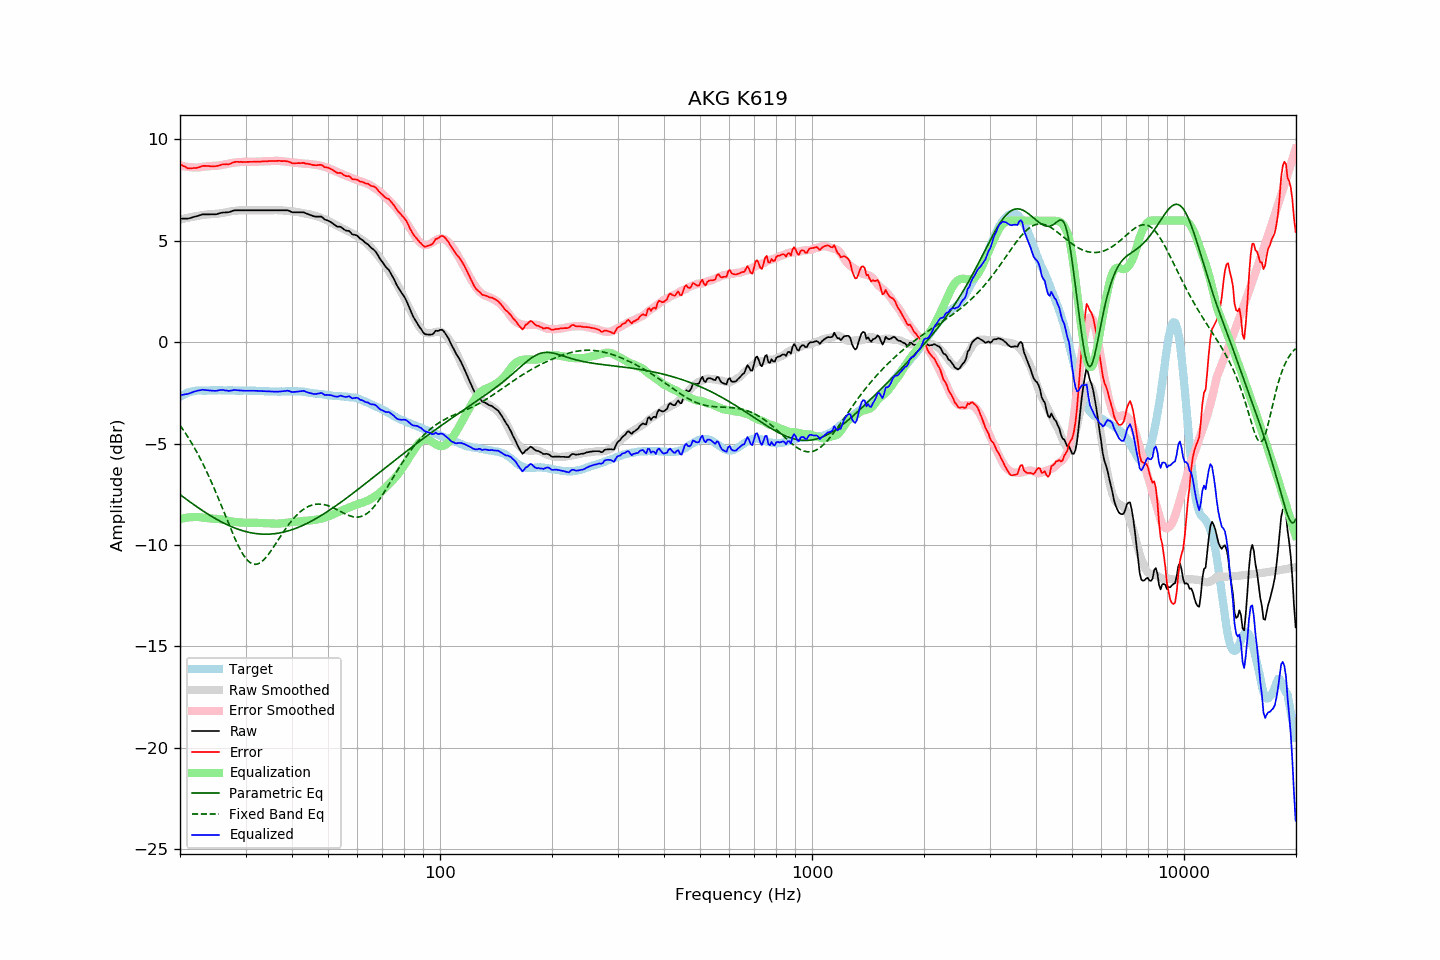 AKG K619
10
5
0
−5
−10
−15
−20
−25
Amplitude (dBr)
Target
Raw Smoothed
Error Smoothed
Raw
Error
Equalization
Parametric Eq
Fixed Band Eq
Equalized
100
1000
10000
Frequency (Hz)